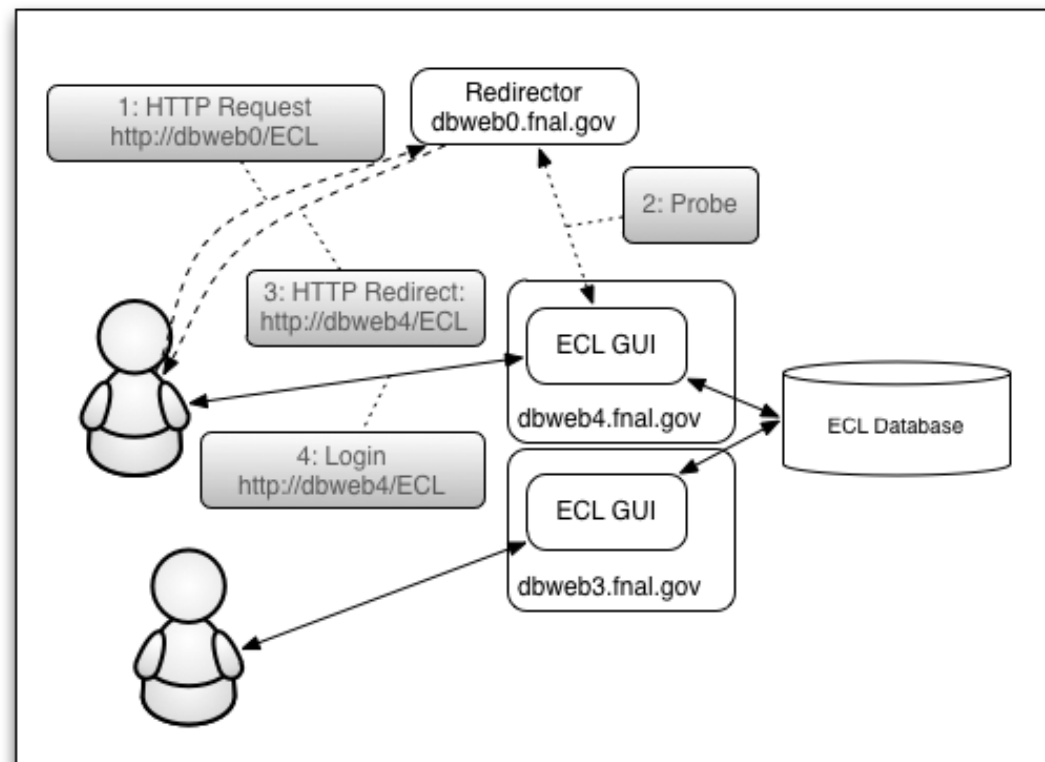 Redirector
dbweb0.fnal.gov
1: HTTP Request
http://dbweb0/ECL
2: Probe
3: HTTP Redirect:
http://dbweb4/ECL
ECL GUI
dbweb4.fnal.gov
ECL Database
4: Login
http://dbweb4/ECL
ECL GUI
dbweb3.fnal.gov